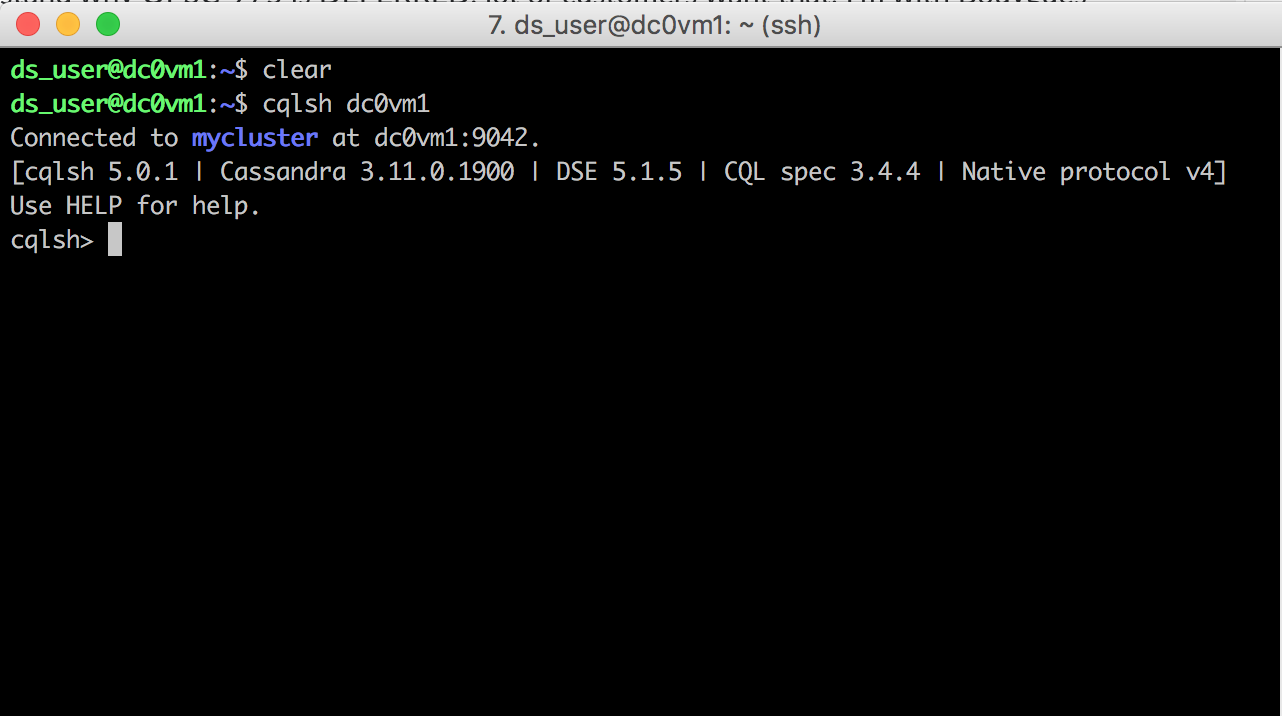 7. ds_user@dc0vm1: ~ (ssh)
ds_user@dc0vm1:~$ clear
ds_user@dc0vm1:~$ cqlsh dc0vm1
Connected to mycluster at dc0vm1:9042.
[cqlsh 5.0.1 | Cassandra 3.11.0.1900 | DSE 5.1.5 | CQL spec 3.4.4 | Native protocol v4]
Use HELP for help.
cqlsh>